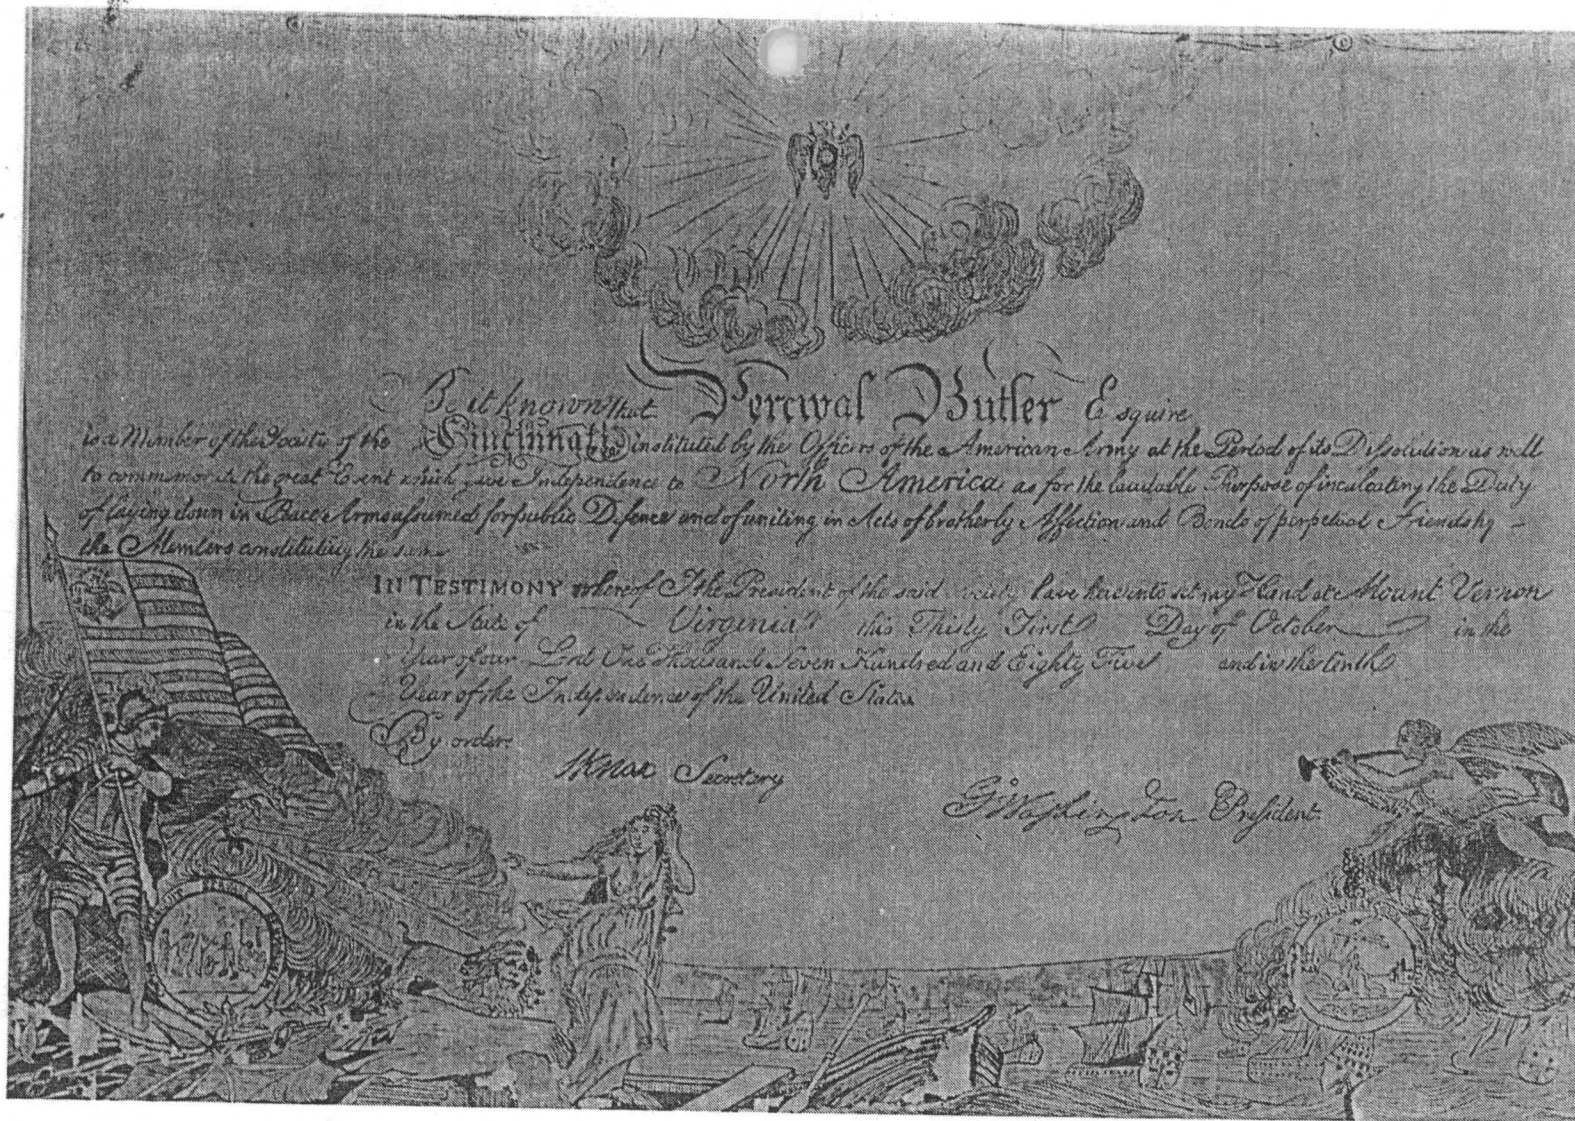 Be it known that Percival Butler Esquire
is a Member of the Society of the Cincinnati instituted by the Officers of the American Army at the Period of its Dissolution as well
to commemorate the great Event which gave Independence to North America as for the laudable Purpose of inculcating the Duty
of laying down in Peace Arms assumed for public Defence and of uniting in Acts of brotherly Affection and Bonds of perpetual Friendship
the Members constituting the same
IN TESTIMONY whereof I the President of the said Society have hereunto set my Hand at Mount Vernon
in the State of Virginia this Thirty First Day of October in the
Year of our Lord One Thousand Seven Hundred and Eighty Five and in the tenth
Year of the Independence of the United States.
By order.
HKnox Secretary
Go Washington President.